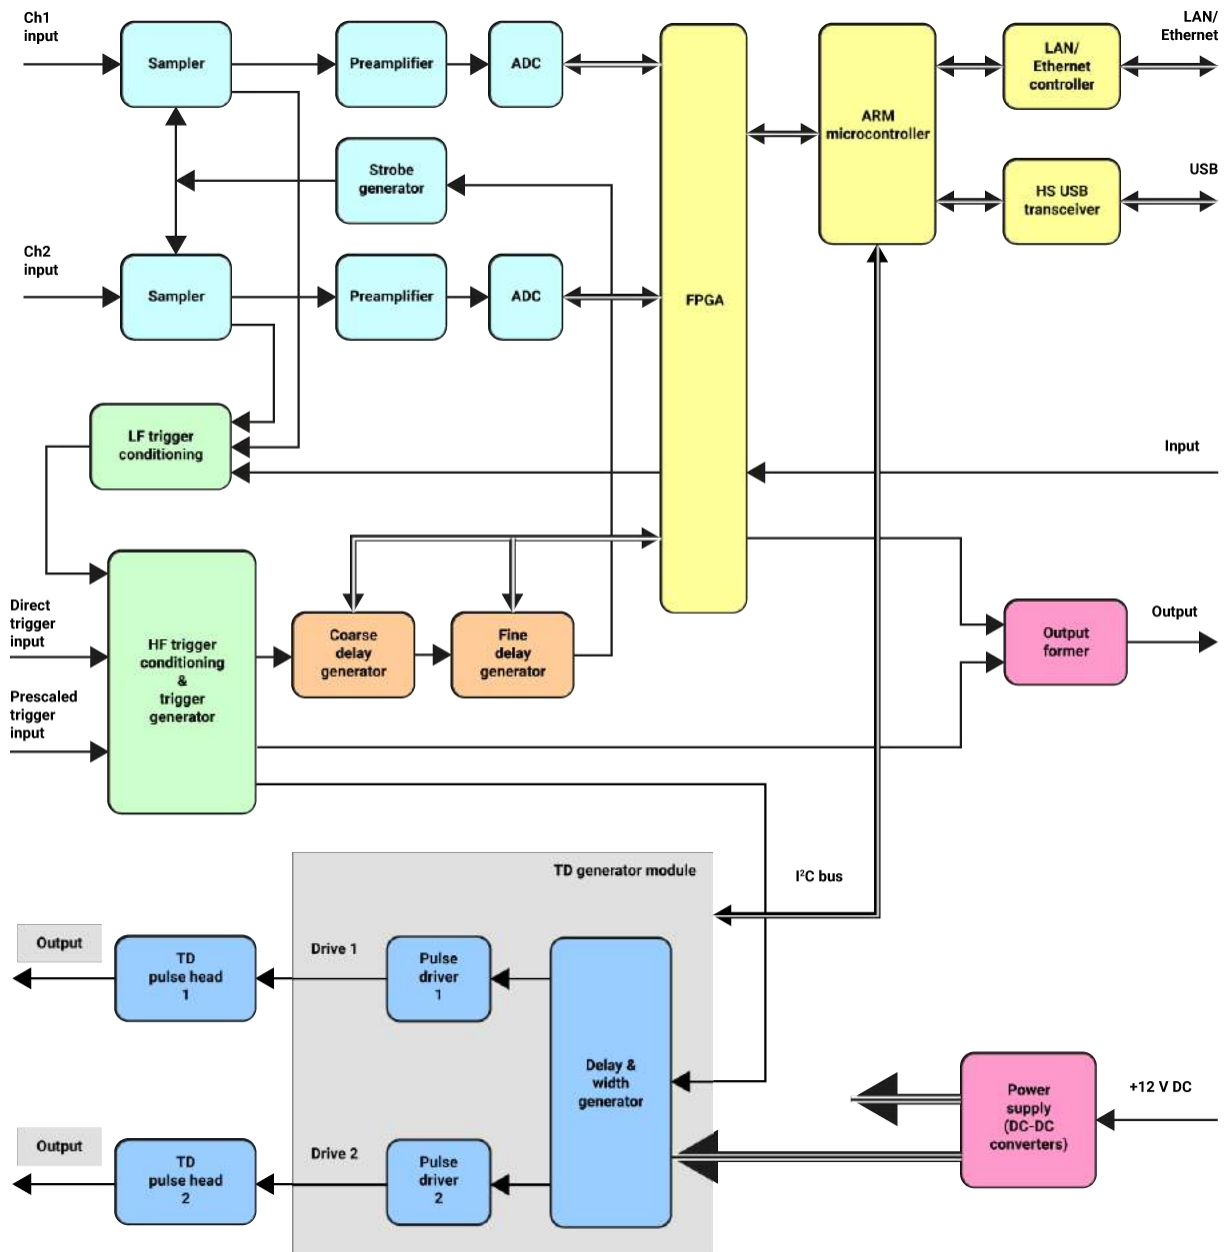 Ch1
input
Sampler
Preamplifier
ADC
LAN/
Ethernet
controller
LAN/
Ethernet
ARM
microcontroller
Strobe
generator
HS USB
transceiver
USB
Ch2
input
Sampler
Preamplifier
ADC
FPGA
LF trigger
conditioning
Input
Direct
trigger
input
HF trigger
conditioning
&
trigger
generator
Coarse
delay
generator
Fine
delay
generator
Output
former
Output
Prescaled
trigger
input
TD generator module
I²C bus
Output
TD
pulse head
1
Drive 1
Pulse
driver
1
Delay &
width
generator
Power
supply
(DC-DC
converters)
+12 V DC
Output
TD
pulse head
2
Drive 2
Pulse
driver
2